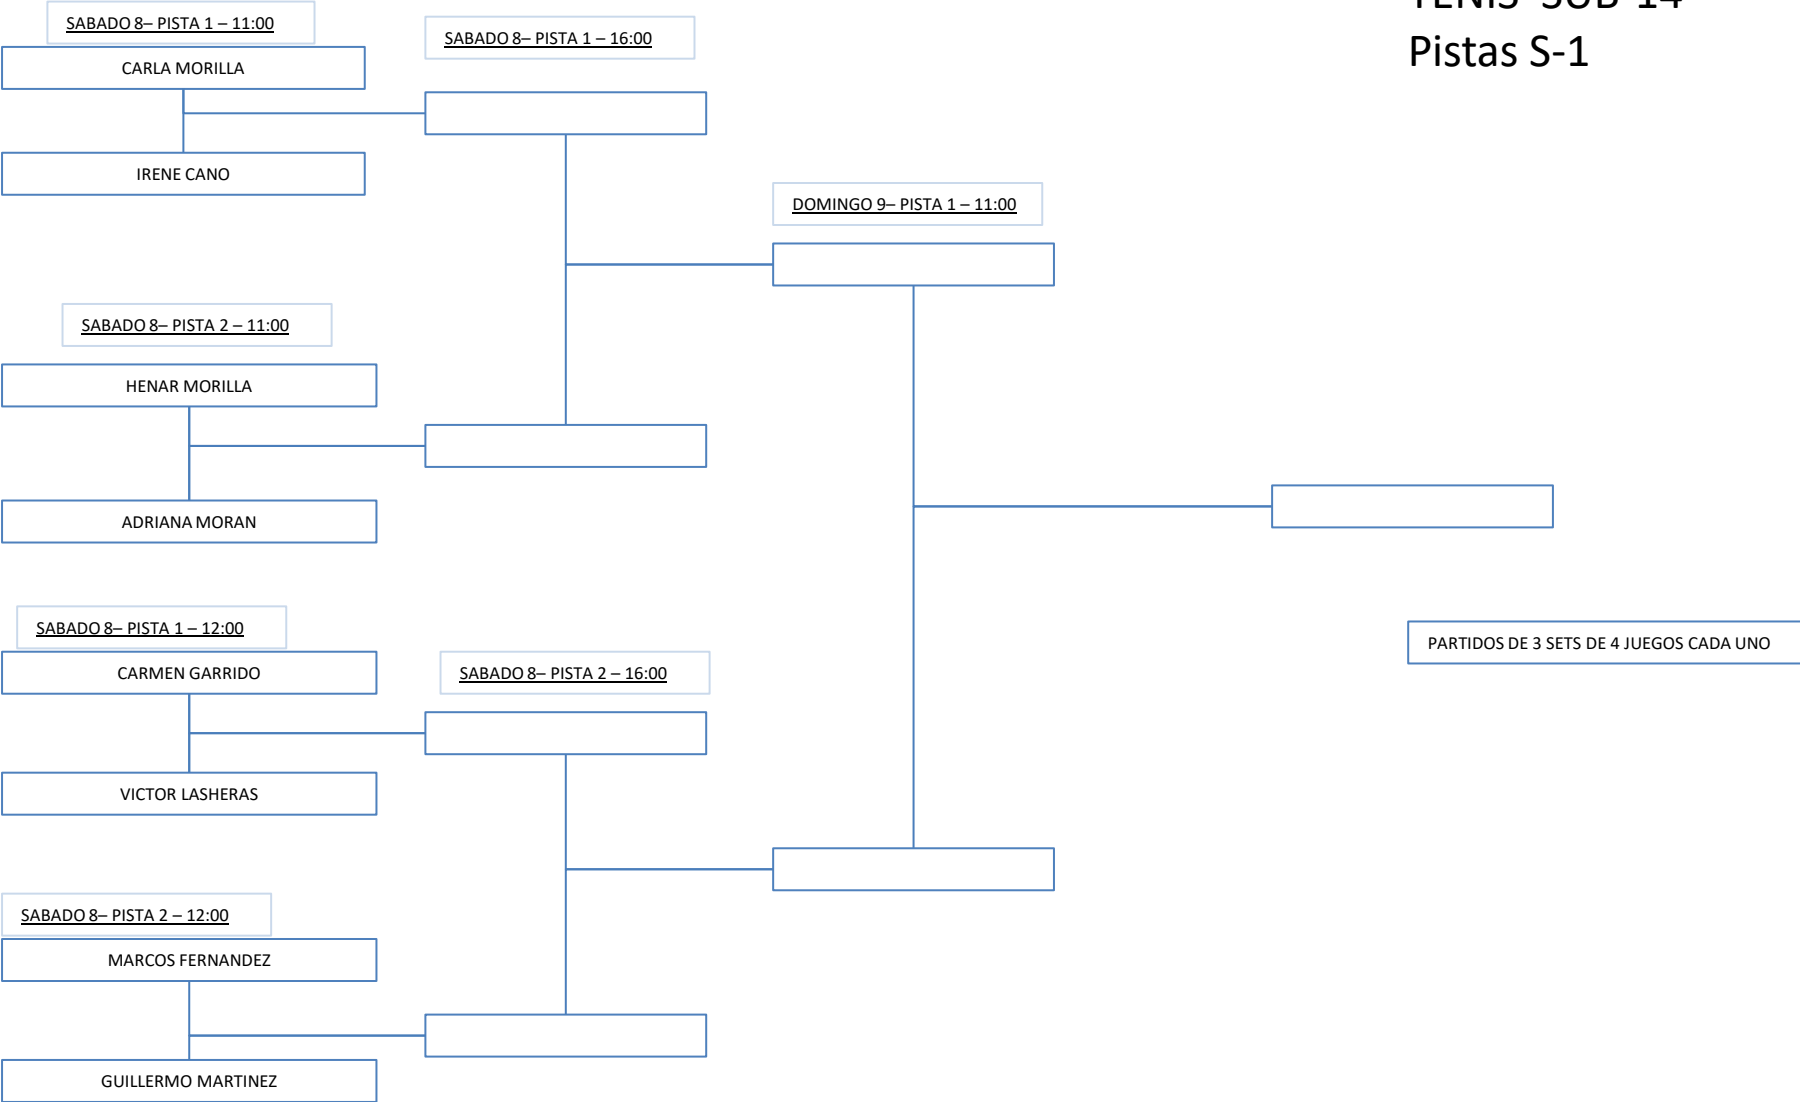 TENIS SUB-14
Pistas S-1
SABADO 8– PISTA 1 – 11:00
CARLA MORILLA
IRENE CANO
SABADO 8– PISTA 1 – 16:00
DOMINGO 9– PISTA 1 – 11:00
SABADO 8– PISTA 2 – 11:00
HENAR MORILLA
ADRIANA MORAN
SABADO 8– PISTA 1 – 12:00
CARMEN GARRIDO
VICTOR LASHERAS
SABADO 8– PISTA 2 – 16:00
PARTIDOS DE 3 SETS DE 4 JUEGOS CADA UNO
SABADO 8– PISTA 2 – 12:00
MARCOS FERNANDEZ
GUILLERMO MARTINEZ